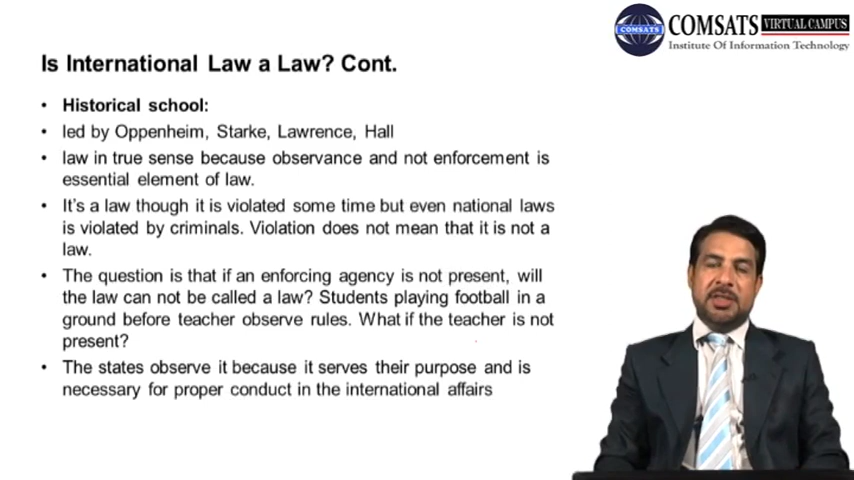 COMSATS VIRTUAL CAMPUS
COMSATS
Institute Of Information Technology
Is International Law a Law? Cont.
• Historical school:
• led by Oppenheim, Starke, Lawrence, Hall
• law in true sense because observance and not enforcement is
essential element of law.
• It's a law though it is violated some time but even national laws
is violated by criminals. Violation does not mean that it is not a
law.
• The question is that if an enforcing agency is not present, will
the law can not be called a law? Students playing football in a
ground before teacher observe rules. What if the teacher is not
present?
• The states observe it because it serves their purpose and is
necessary for proper conduct in the international affairs